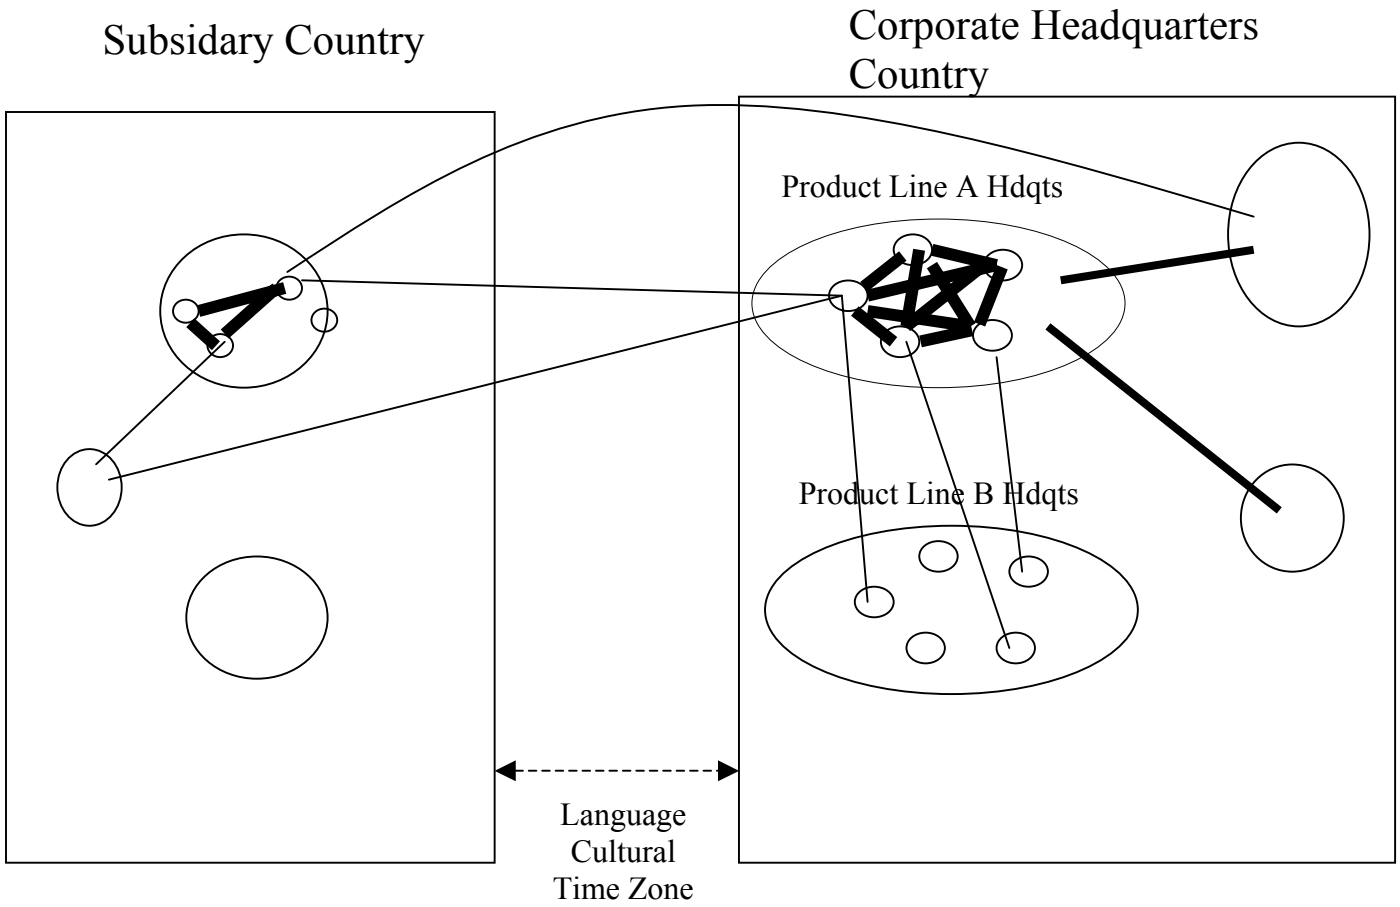 Subsidary Country
Corporate Headquarters
Country
Product Line A Hdqts
Product Line B Hdqts
Language
Cultural
Time Zone